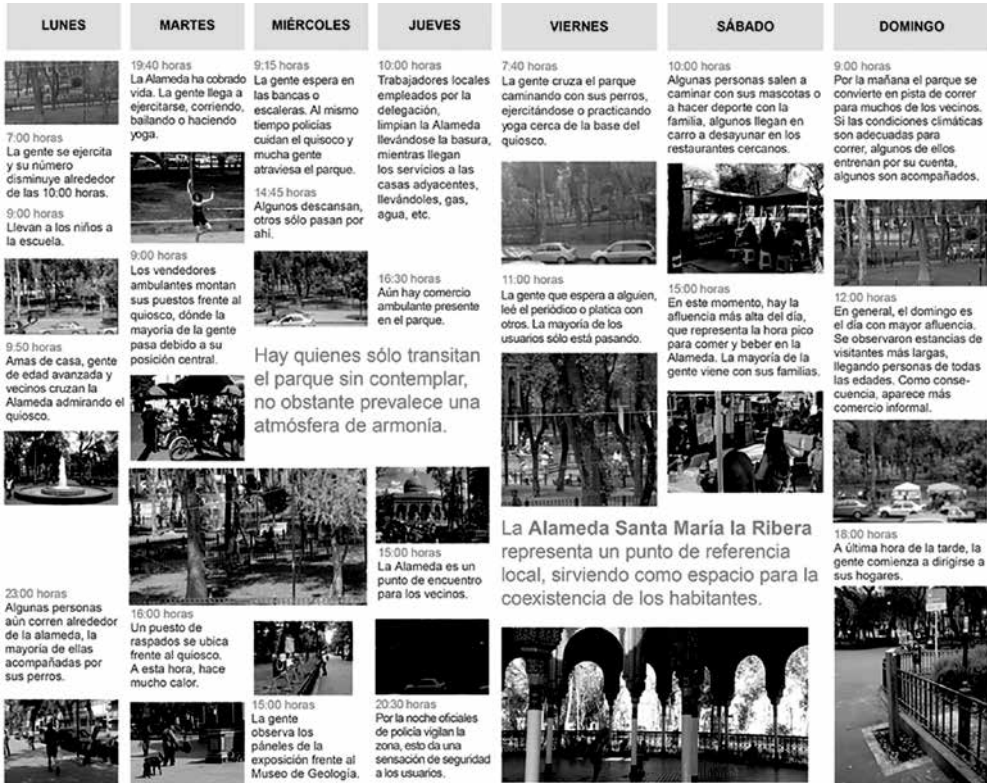 LUNES
MARTES
MIÉRCOLES
JUEVES
VIERNES
SÁBADO
DOMINGO
7:00 horas
La gente se ejercita
y su número
disminuye alrededor
de las 10:00 horas.
9:00 horas
Llevan a los niños a
la escuela.
9:50 horas
Amas de casa, gente
de edad avanzada y
vecinos cruzan la
Alameda admirando el
quiosco.
23:00 horas
Algunas personas
aún corren alrededor
de la alameda, la
mayoría de ellas
acompañadas por
sus perros.
19:40 horas
La Alameda ha cobrado
vida. La gente llega a
ejercitarse, corriendo,
bailando o haciendo
yoga.
9:00 horas
Los vendedores
ambulantes montan
sus puestos frente al
quiosco, dónde la
mayoría de la gente
pasa debido a su
posición central.
16:00 horas
Un puesto de
raspados se ubica
frente al quiosco.
A esta hora, hace
mucho calor.
9:15 horas
La gente espera en
las bancas o
escaleras. Al mismo
tiempo policías
cuidan el quisoco y
mucha gente
atraviesa el parque.
14:45 horas
Algunos descansan,
otros sólo pasan por
ahí.
Hay quienes sólo transitan
el parque sin contemplar,
no obstante prevalece una
atmósfera de armonía.
15:00 horas
La gente
observa los
páneles de la
exposición frente al
Museo de Geología.
10:00 horas
Trabajadores locales
empleados por la
delegación,
limpian la Alameda
llevándose la basura,
mientras llegan
los servicios a las
casas adyacentes,
llevándoles, gas,
agua, etc.
16:30 horas
Aún hay comercio
ambulante presente
en el parque.
15:00 horas
La Alameda es un
punto de encuentro
para los vecinos.
20:30 horas
Por la noche oficiales
de policía vigilan la
zona, esto da una
sensación de seguridad
a los usuarios.
7:40 horas
La gente cruza el parque
caminando con sus perros,
ejercitándose o practicando
yoga cerca de la base del
quiosco.
11:00 horas
La gente que espera a alguien,
leé el periódico o platica con
otros. La mayoría de los
usuarios sólo está pasando.
La Alameda Santa María la Ribera
representa un punto de referencia
local, sirviendo como espacio para la
coexistencia de los habitantes.
10:00 horas
Algunas personas salen a
caminar con sus mascotas o
a hacer deporte con la
familia, algunos llegan en
carro a desayunar en los
restaurantes cercanos.
15:00 horas
En este momento, hay la
afluencia más alta del día,
que representa la hora pico
para comer y beber en la
Alameda. La mayoría de la
gente viene con sus familias.
9:00 horas
Por la mañana el parque se
convierte en pista de correr
para muchos de los vecinos.
Si las condiciones climáticas
son adecuadas para
correr, algunos de ellos
entrenan por su cuenta,
algunos son acompañados.
12:00 horas
En general, el domingo es
el día con mayor afluencia.
Se observaron estancias de
visitantes más largas,
llegando personas de todas
las edades. Como conse-
cuencia, aparece más
comercio informal.
18:00 horas
A última hora de la tarde, la
gente comienza a dirigirse a
sus hogares.